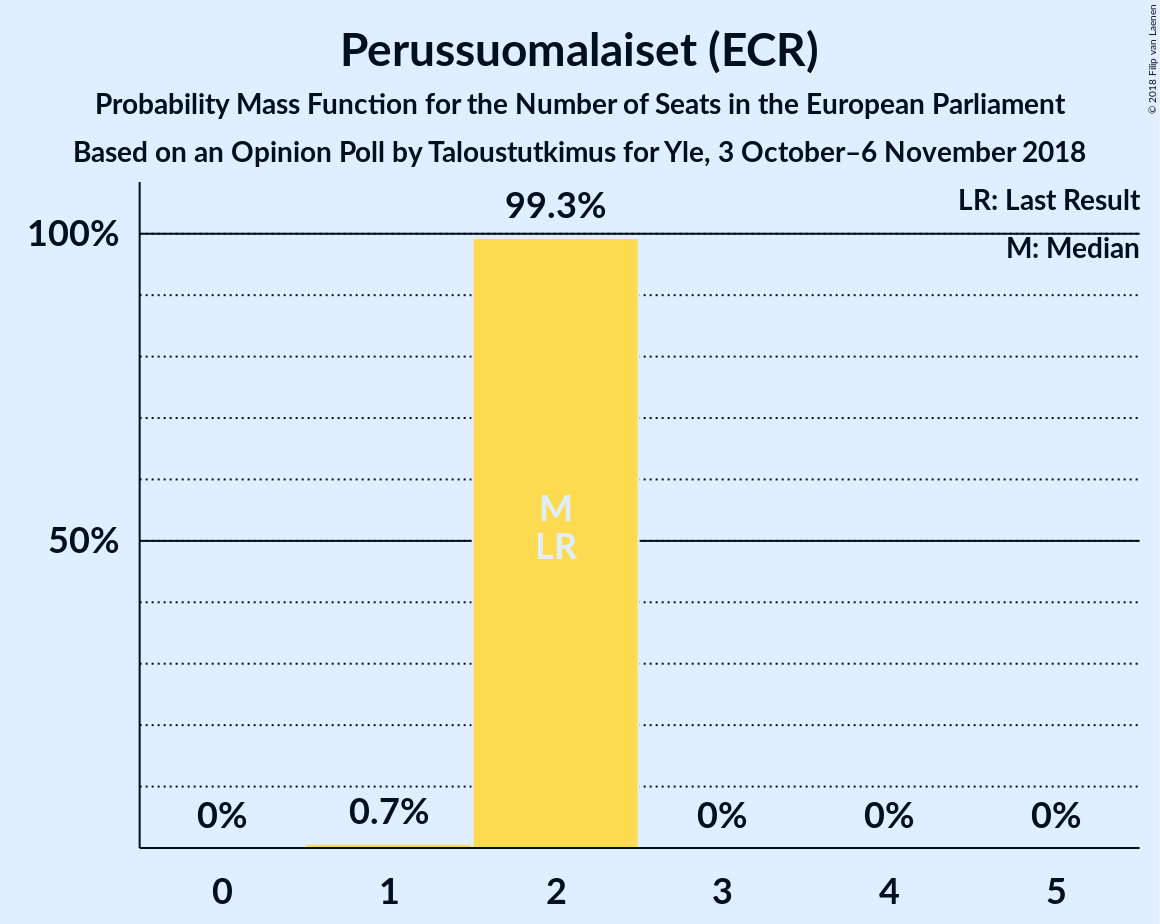 Perussuomalaiset (ECR)
Probability Mass Function for the Number of Seats in the European Parliament
Based on an Opinion Poll by Taloustutkimus for Yle, 3 October–6 November 2018
© 2018 Filip van Laenen
LR: Last Result
M: Median
100%
50%
99.3%
M
LR
0%
0.7%
0%
0%
0%
0
1
2
3
4
5